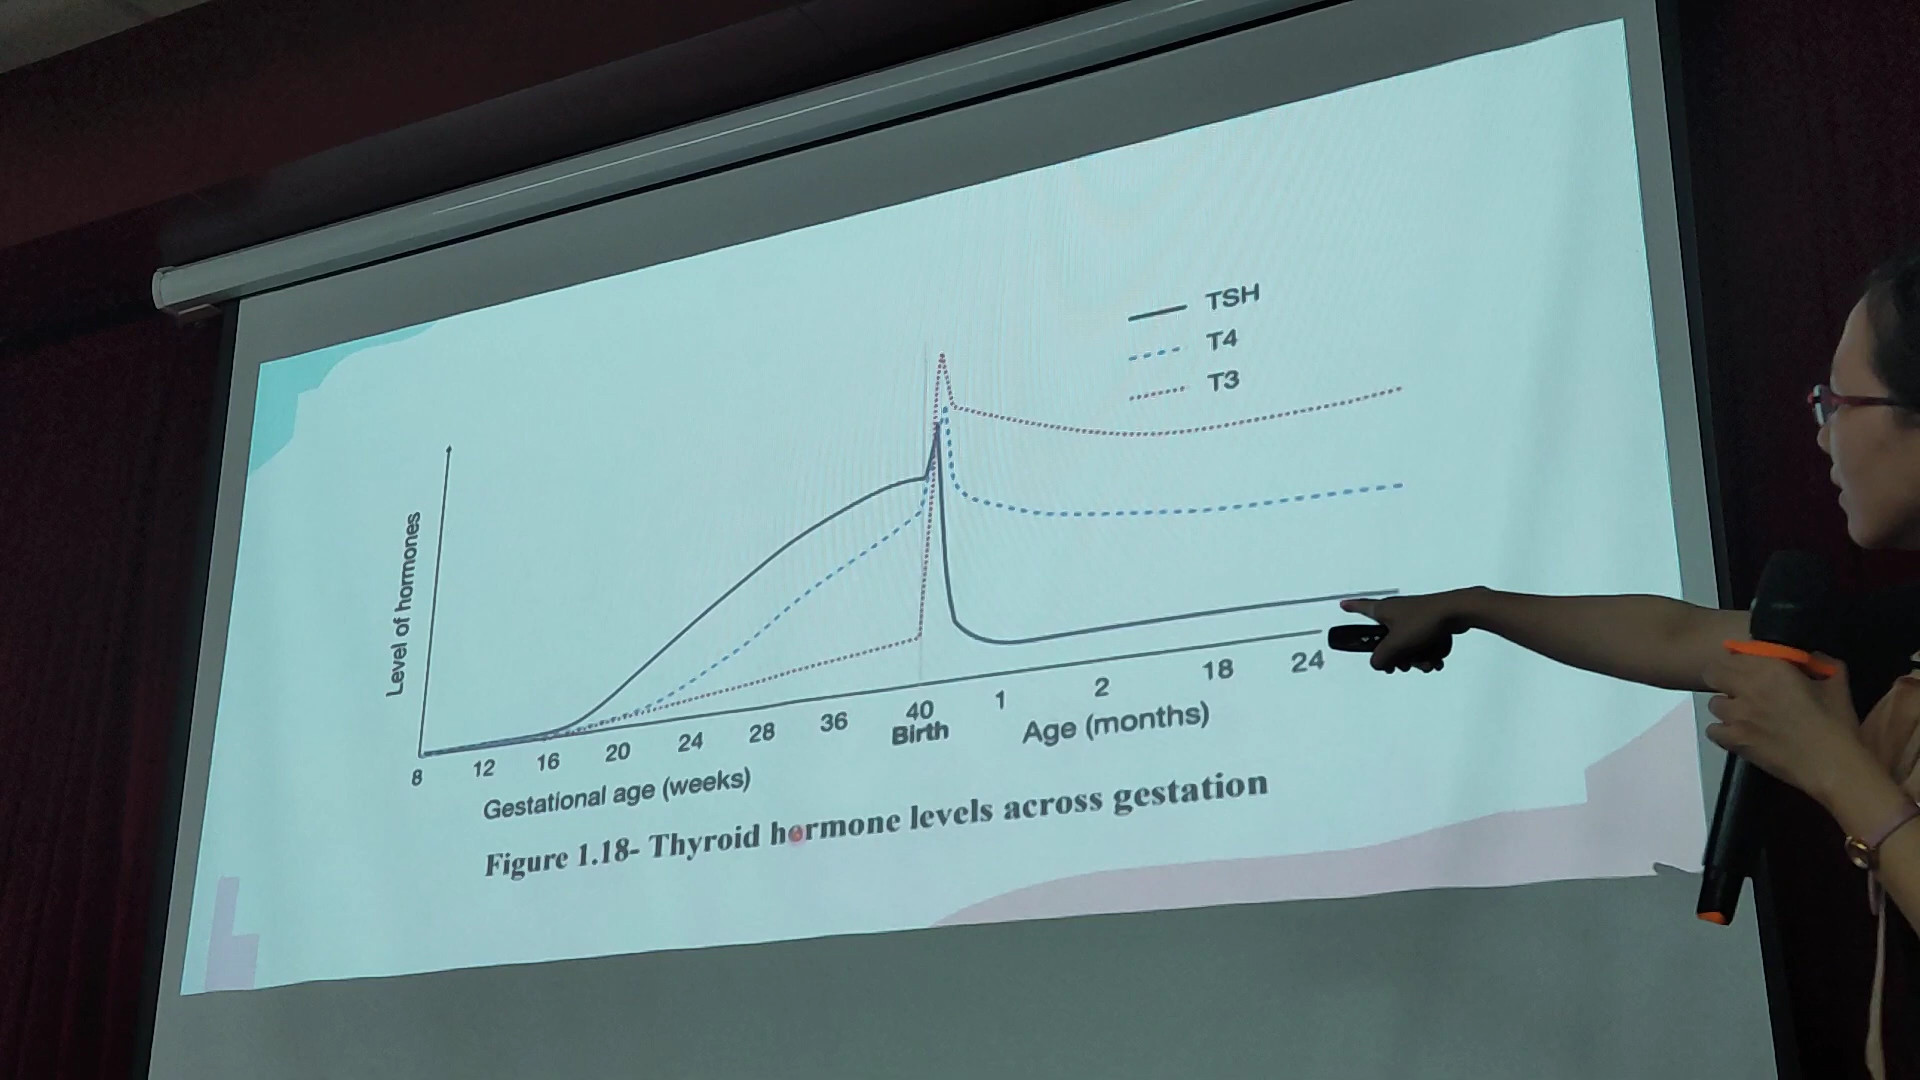 TSH
T4
T3
Level of hormones
8 12 16 20 24 28 36 40 1 2 18 24
Birth
Gestational age (weeks)
Age (months)
Figure 1.18- Thyroid hormone levels across gestation